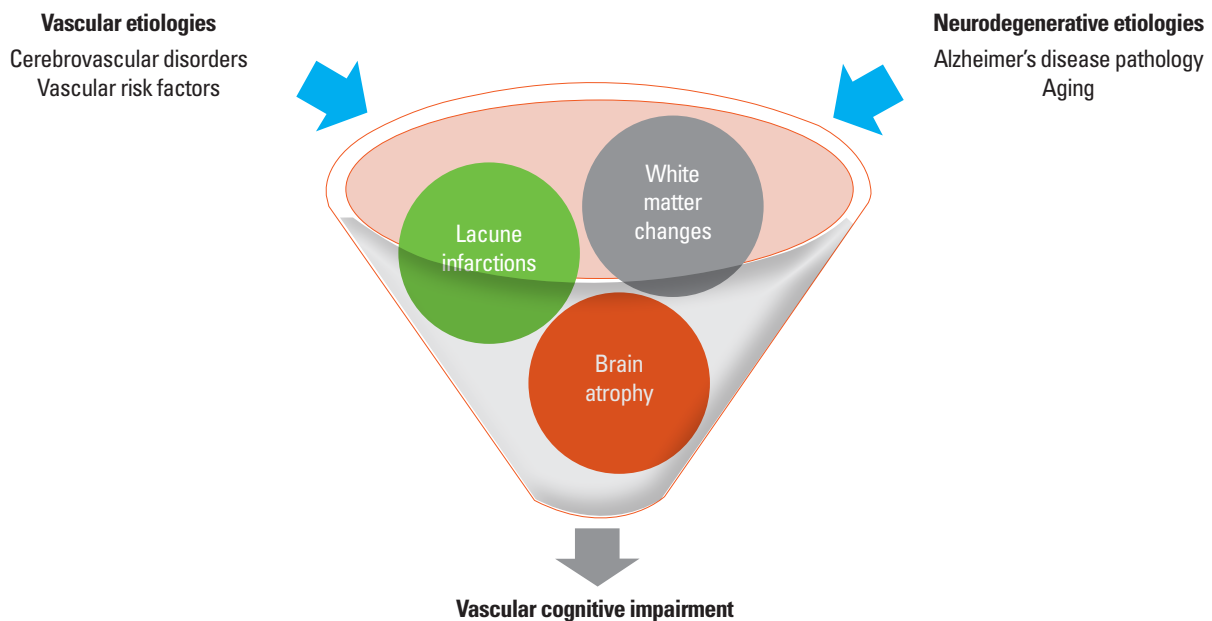 Vascular etiologies
Cerebrovascular disorders
Vascular risk factors
Neurodegenerative etiologies
Alzheimer’s disease pathology
Aging
White
matter
changes
Lacune
infarctions
Brain
atrophy
Vascular cognitive impairment